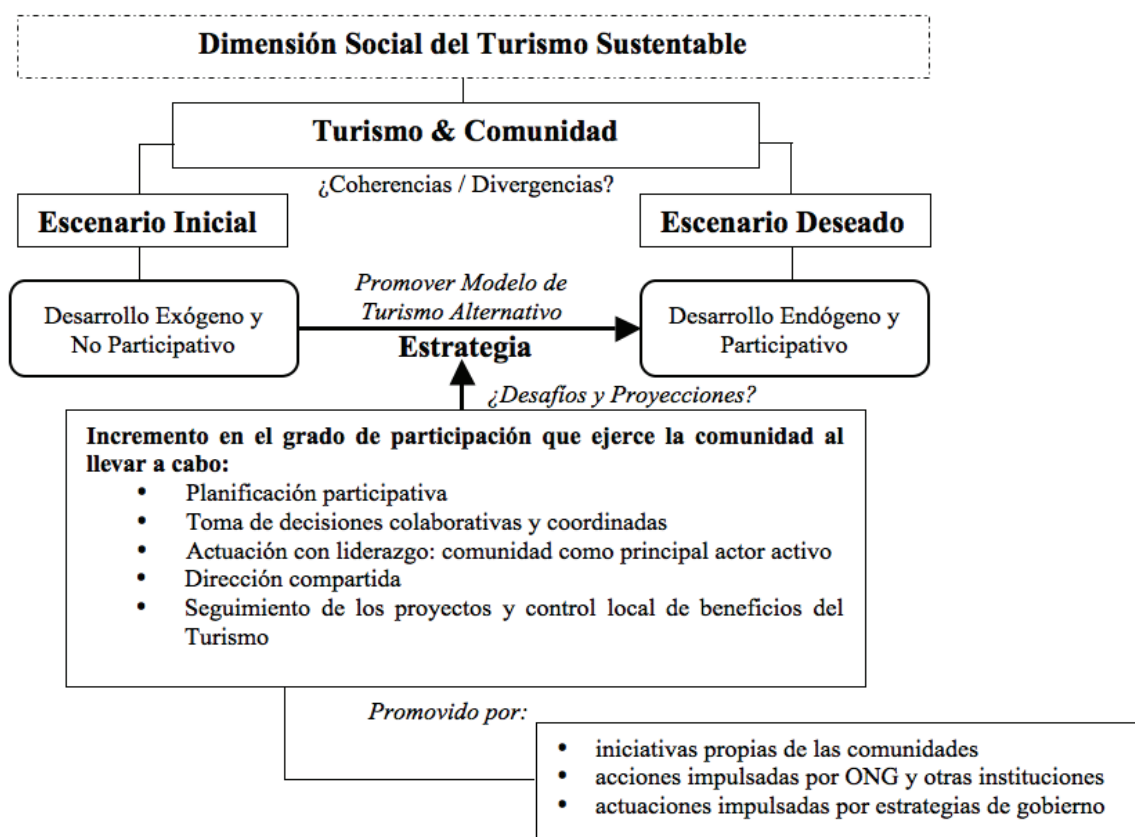 Dimensión Social del Turismo Sustentable
Turismo & Comunidad
¿Coherencias / Divergencias?
Escenario Inicial
Escenario Deseado
Desarrollo Exógeno y
No Participativo
Promover Modelo de
Turismo Alternativo
Estrategia
Desarrollo Endógeno y
Participativo
¿Desafíos y Proyecciones?
Incremento en el grado de participación que ejerce la comunidad al
llevar a cabo:
• Planificación participativa
• Toma de decisiones colaborativas y coordinadas
• Actuación con liderazgo: comunidad como principal actor activo
• Dirección compartida
• Seguimiento de los proyectos y control local de beneficios del
Turismo
Promovido por:
• iniciativas propias de las comunidades
• acciones impulsadas por ONG y otras instituciones
• actuaciones impulsadas por estrategias de gobierno